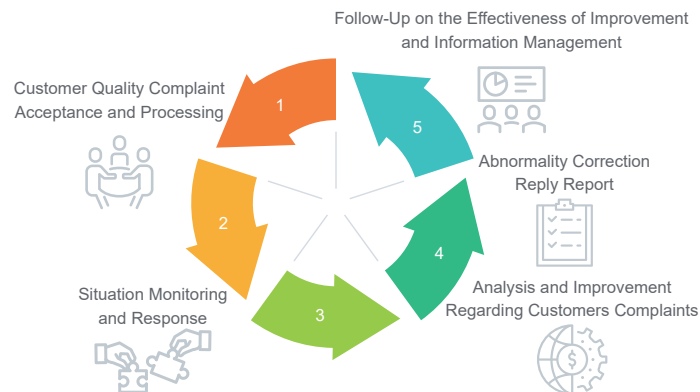 Follow-Up on the Effectiveness of Improvement
and Information Management
Customer Quality Complaint
Acceptance and Processing
1
5
Abnormality Correction
Reply Report
2
4
Situation Monitoring
and Response
3
Analysis and Improvement
Regarding Customers Complaints
$